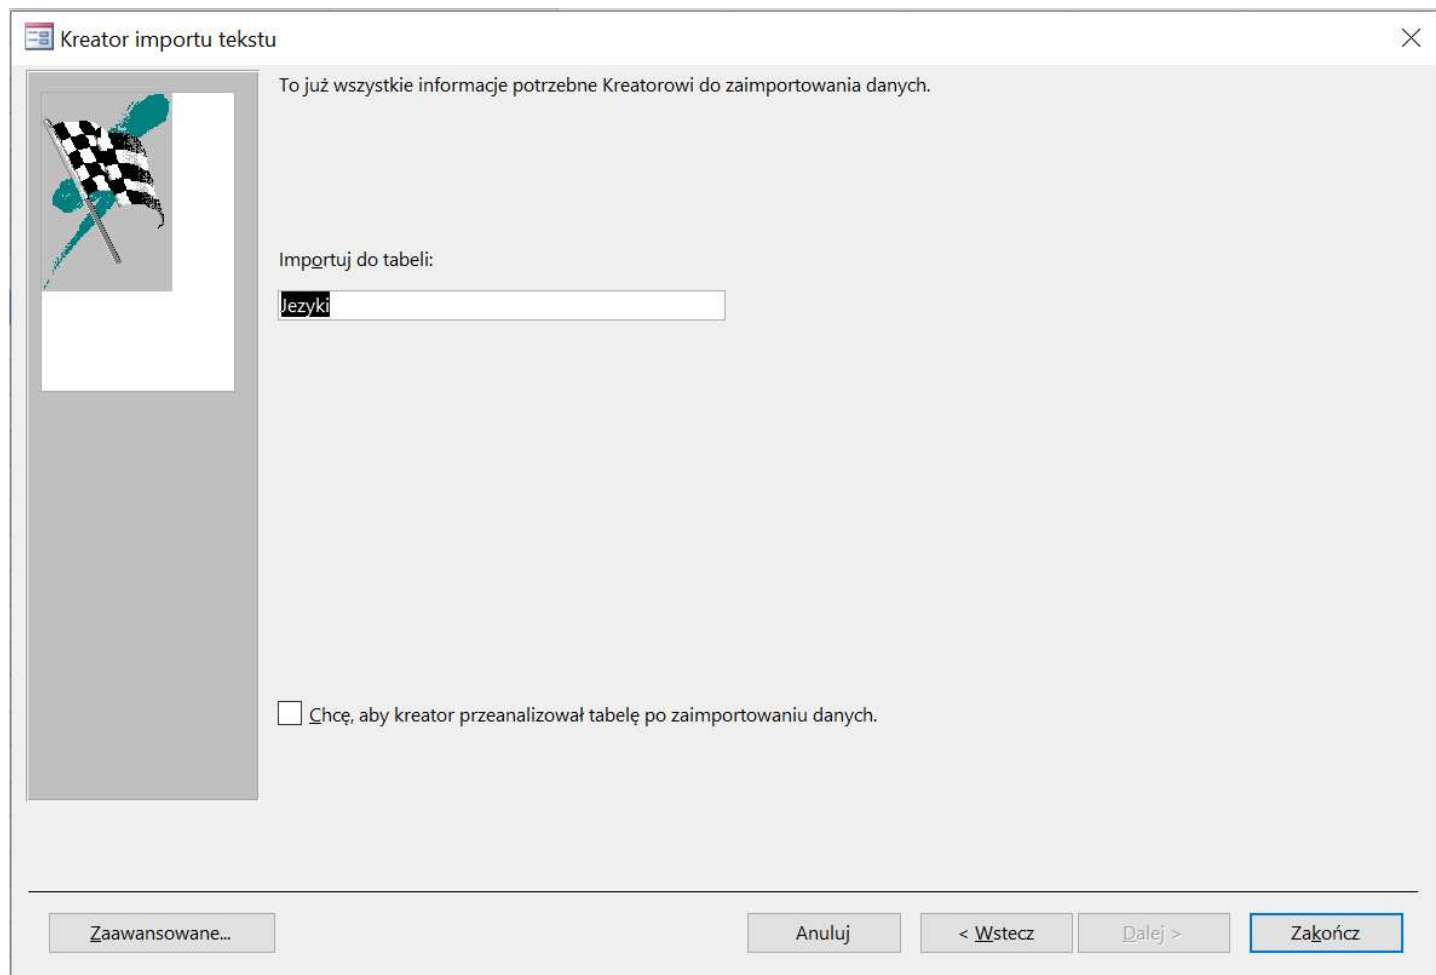 Kreator importu tekstu
To już wszystkie informacje potrzebne Kreatorowi do zaimportowania danych.
Importuj do tabeli:
Jezyki
Chcę, aby kreator przeanalizował tabelę po zaimportowaniu danych.
Zaawansowane... Anuluj < Wstecz Dalej > Zakończ